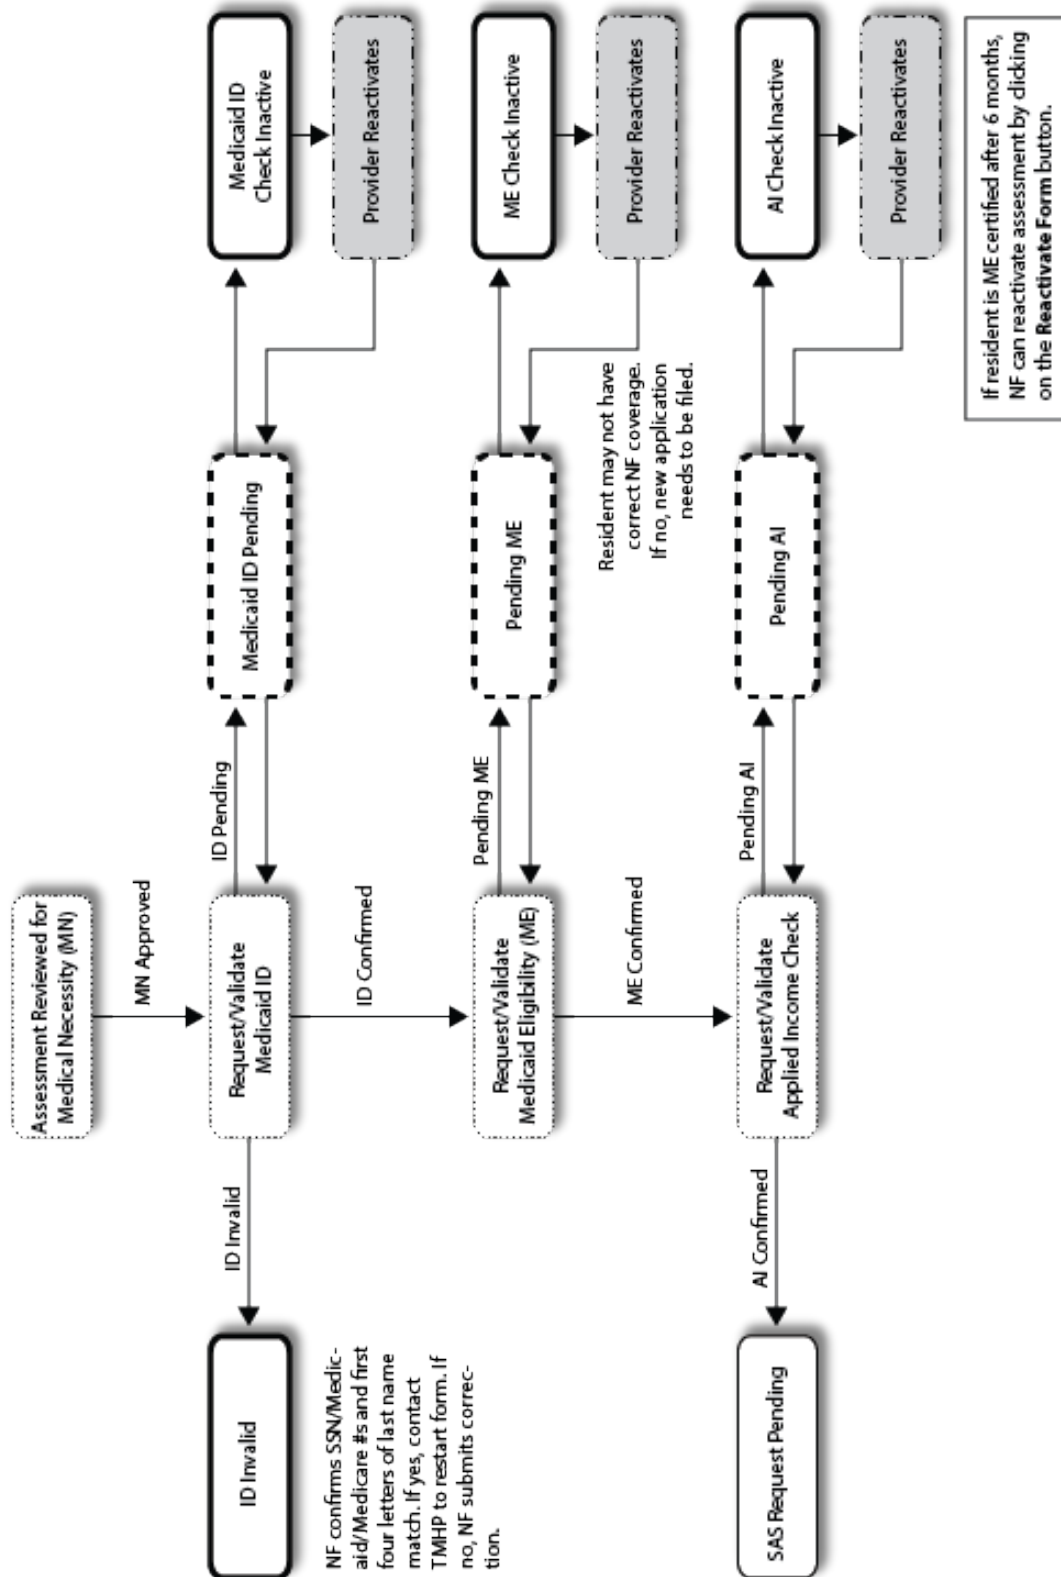 Assessment Reviewed for
Medical Necessity (MN)
MN Approved
ID Invalid
NF confirms SSN/Medic-
aid/Medicare #s and first
four letters of last name
match. If yes, contact
TMHP to restart form. If
no, NF submits correc-
tion.
ID Invalid
Request/Validate
Medicaid ID
ID Pending
Medicaid ID Pending
Medicaid ID
Check Inactive
Provider Reactivates
ID Confirmed
Request/Validate
Medicaid Eligibility (ME)
Pending ME
Pending ME
ME Check Inactive
Provider Reactivates
Resident may not have
correct NF coverage.
If no, new application
needs to be filed.
ME Confirmed
SAS Request Pending
AI Confirmed
Request/Validate
Applied Income Check
Pending AI
Pending AI
AI Check Inactive
Provider Reactivates
If resident is ME certified after 6 months,
NF can reactivate assessment by clicking
on the Reactivate Form button.